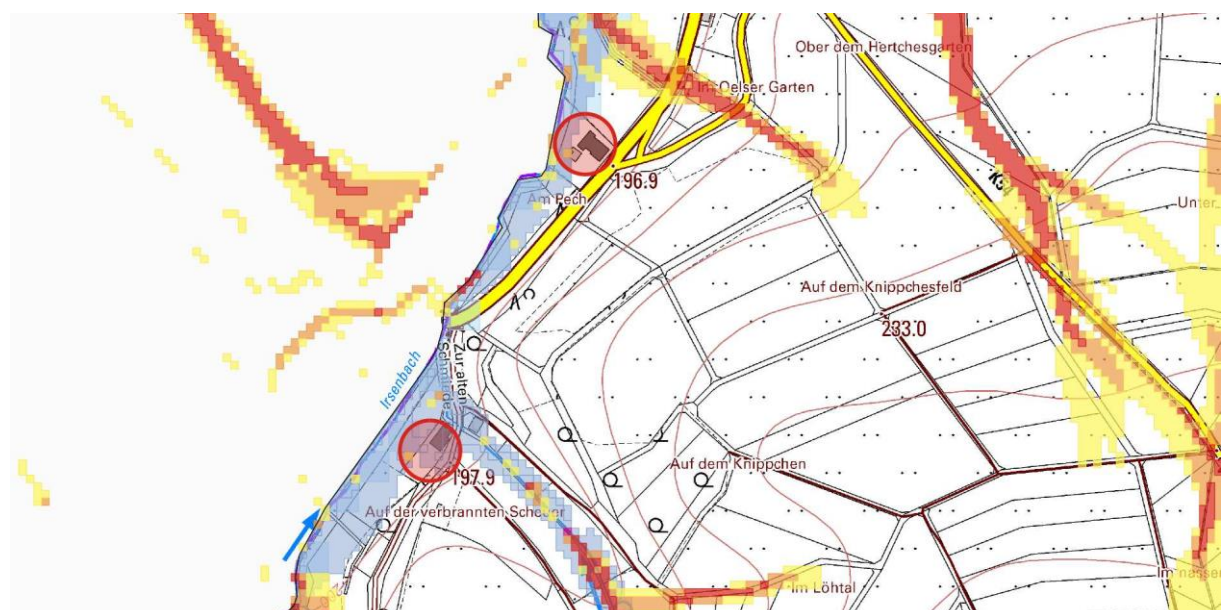 Ober dem Hertchesgarten
Im Oelser Garten
196.9
Am Pech
Auf dem Knippchesfeld
233.0
Irsenbach
Zur alten
Schmiede
Auf dem Knippchen
197.9
Auf der verbrannten Scheuer
Im Löhtal